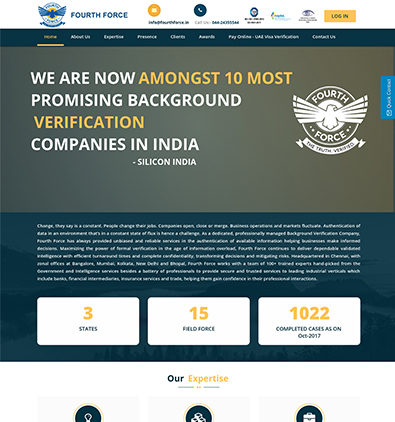 FOURTH FORCE
info@fourthforce.in
Call Us:- 044-24355544
LOG IN
Home About Us Expertise Presence Clients Awards Pay Online - UAE Visa Verification Contact Us
WE ARE NOW AMONGST 10 MOST
PROMISING BACKGROUND
VERIFICATION
COMPANIES IN INDIA
- SILICON INDIA
FOURTH
FORCE
THE TRUTH, VERIFIED
Quick Contact
Change, they say is a constant. People change their jobs. Companies open, close or merge. Business operations and markets fluctuate. Authentication of
data in an environment that's in a constant state of flux is hence a challenge. As a dedicated, professionally managed Background Verification Company,
Fourth Force has always provided unbiased and reliable services in the authentication of available information helping businesses make informed
decisions. Maximizing the power of formal verification in the age of information overload, Fourth Force continues to deliver dependable validated
intelligence with efficient turnaround times and complete confidentiality, transforming decisions and mitigating risks. Headquartered in Chennai, with
zonal offices at Bangalore, Mumbai, Kolkata, New Delhi and Bhopal, Fourth Force works with a team of 100+ trained experts hand-picked from the
Government and Intelligence services besides a battery of professionals to provide secure and trusted services to leading industrial verticals which
include banks, financial intermediaries, insurance services and trade, helping them gain confidence in their professional interactions.
3
STATES
15
FIELD FORCE
1022
COMPLETED CASES AS ON
Oct-2017
Our Expertise